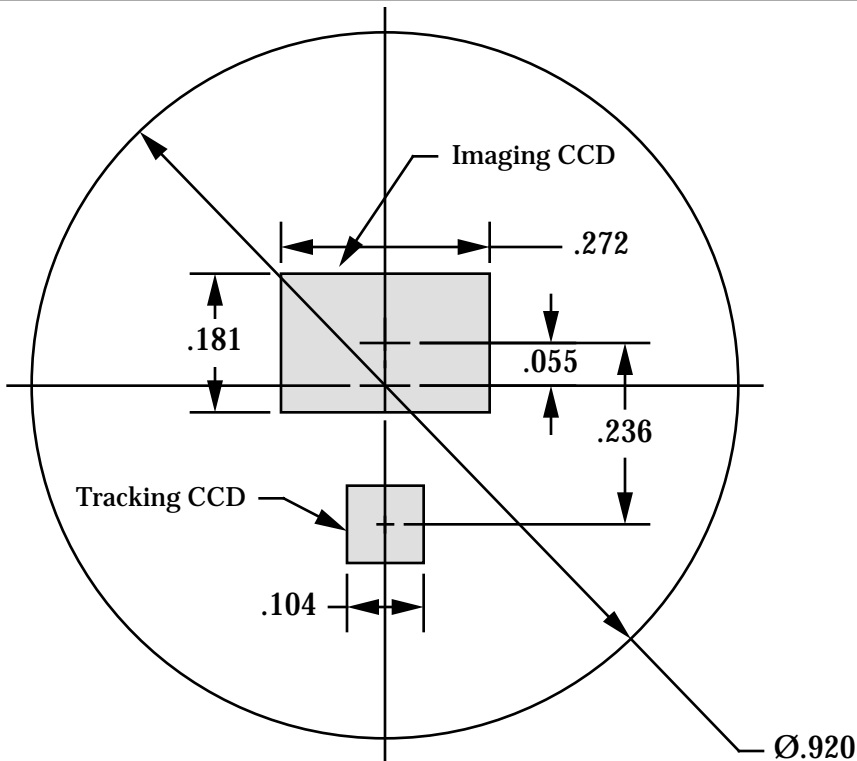 Imaging CCD
.272
.181
.055
.236
Tracking CCD
.104
Ø.920